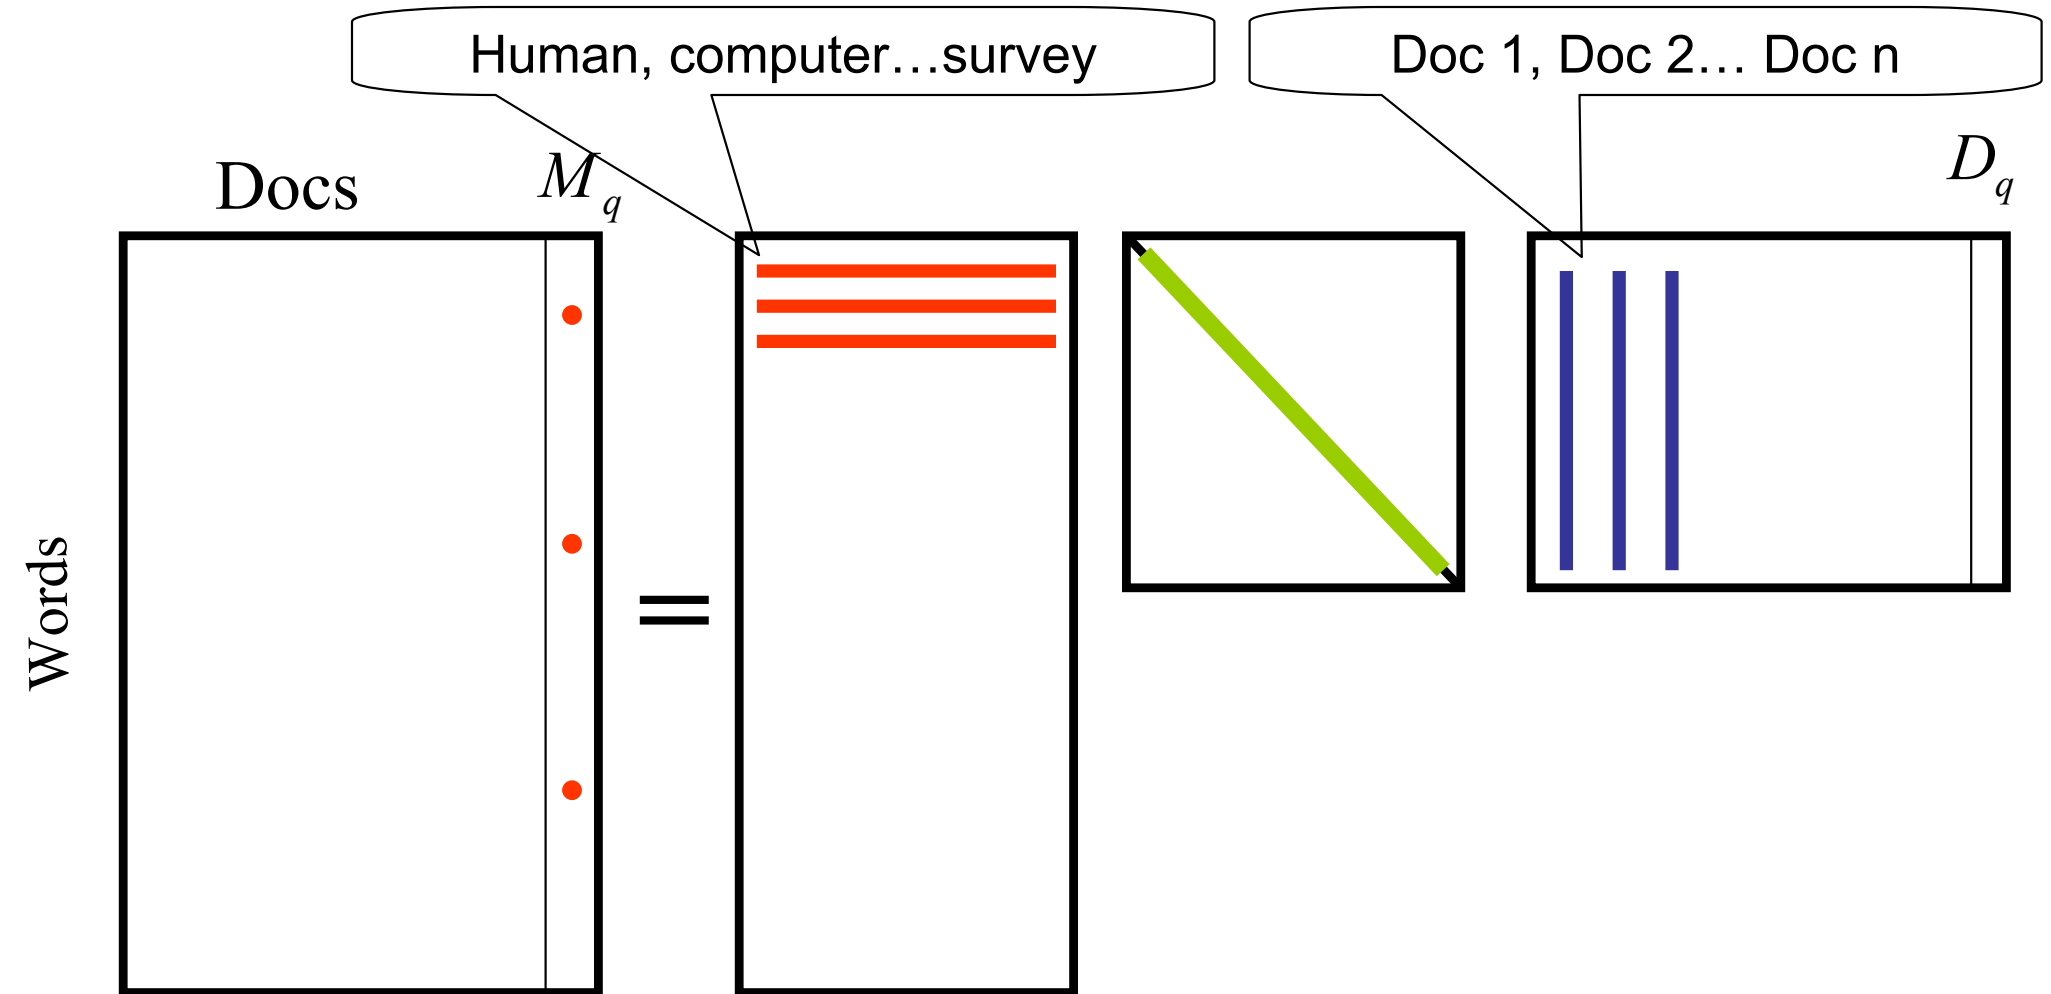 Human, computer…survey
Doc 1, Doc 2… Doc n
Docs
M q
D q
Words
=